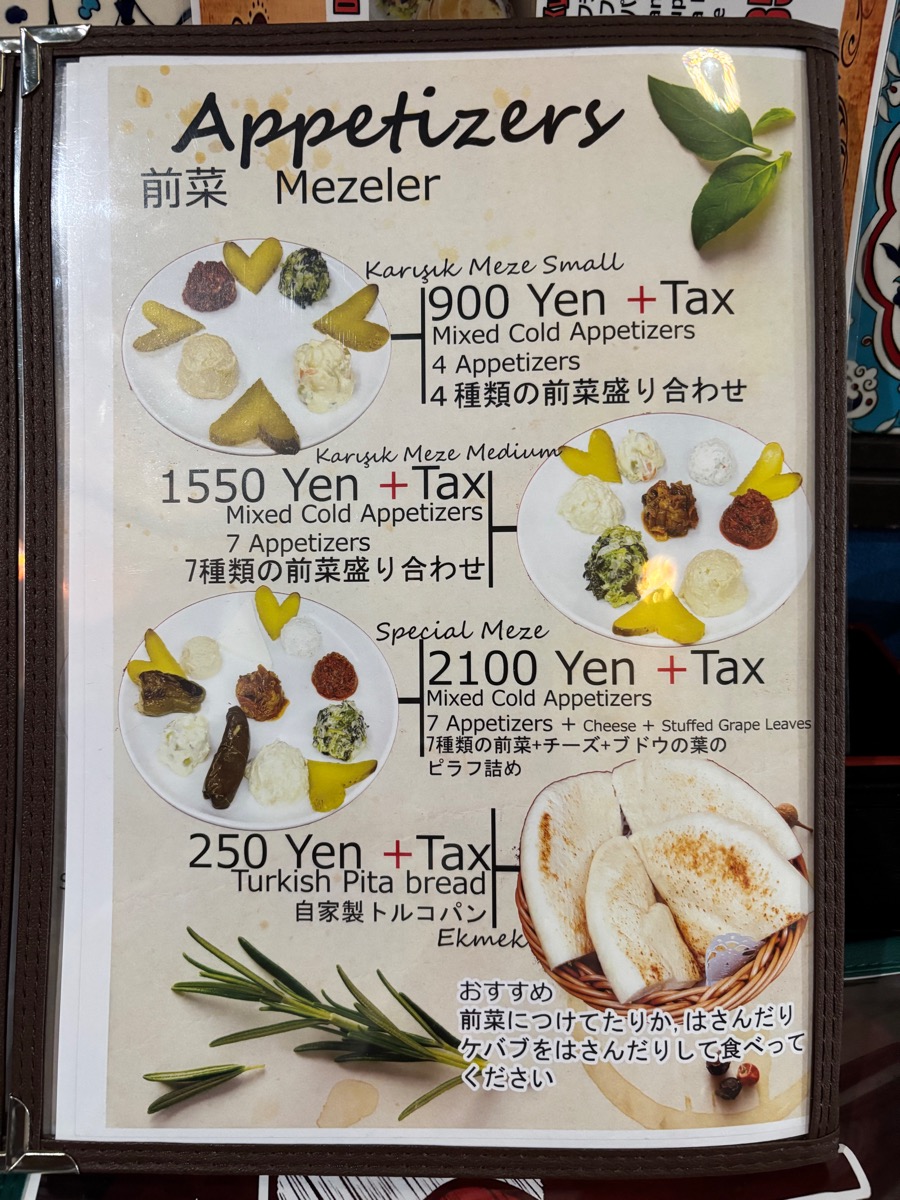 Appetizers
前菜 Mezeler
Karışık Meze Small
900 Yen +Tax
Mixed Cold Appetizers
4 Appetizers
4種類の前菜盛り合わせ
Karışık Meze Medium
1550 Yen +Tax
Mixed Cold Appetizers
7 Appetizers
7種類の前菜盛り合わせ
Special Meze
2100 Yen +Tax
Mixed Cold Appetizers
7 Appetizers + Cheese + Stuffed Grape Leaves
7種類の前菜+チーズ+ブドウの葉の
ピラフ詰め
250 Yen +Tax
Turkish Pita bread
自家製トルコパン
Ekmek
おすすめ
前菜につけてたりか, はさんだり
ケバブをはさんだりして食べって
ください